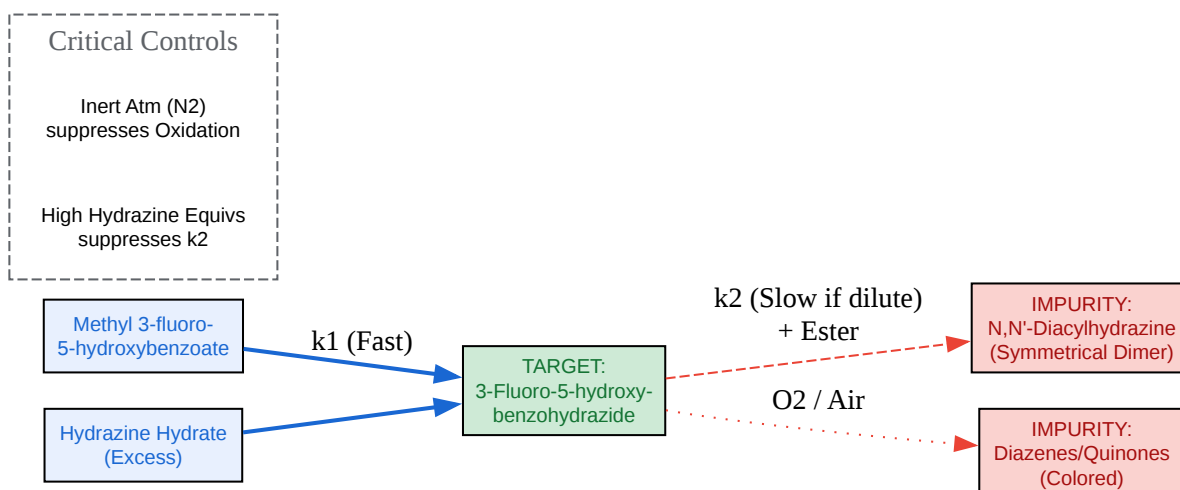 Critical Controls
Inert Atm (N2)
suppresses Oxidation
High Hydrazine Equivs
suppresses k2
Methyl 3-fluoro-
5-hydroxybenzoate
k1 (Fast)
Hydrazine Hydrate
(Excess)
TARGET:
3-Fluoro-5-hydroxy-
benzohydrazide
k2 (Slow if dilute)
+ Ester
O2 / Air
IMPURITY:
N,N'-Diacylhydrazine
(Symmetrical Dimer)
IMPURITY:
Diazenes/Quinones
(Colored)